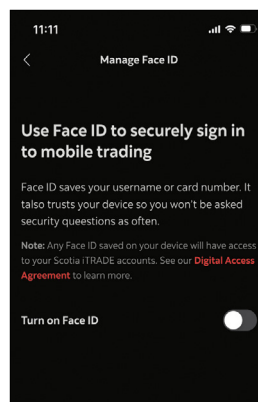 11:11
Manage Face ID
Use Face ID to securely sign in
to mobile trading
Face ID saves your username or card number. It
talso trusts your device so you won't be asked
security queestions as often.
Note: Any Face ID saved on your device will have access
to your Scotia iTRADE accounts. See our Digital Access
Agreement to learn more.
Turn on Face ID